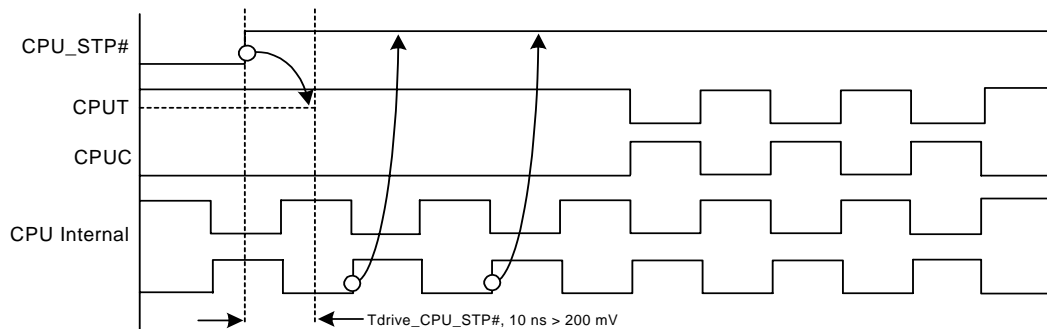 CPU_STP#
CPUT
CPUC
CPU Internal
Tdrive_CPU_STP#, 10 ns > 200 mV